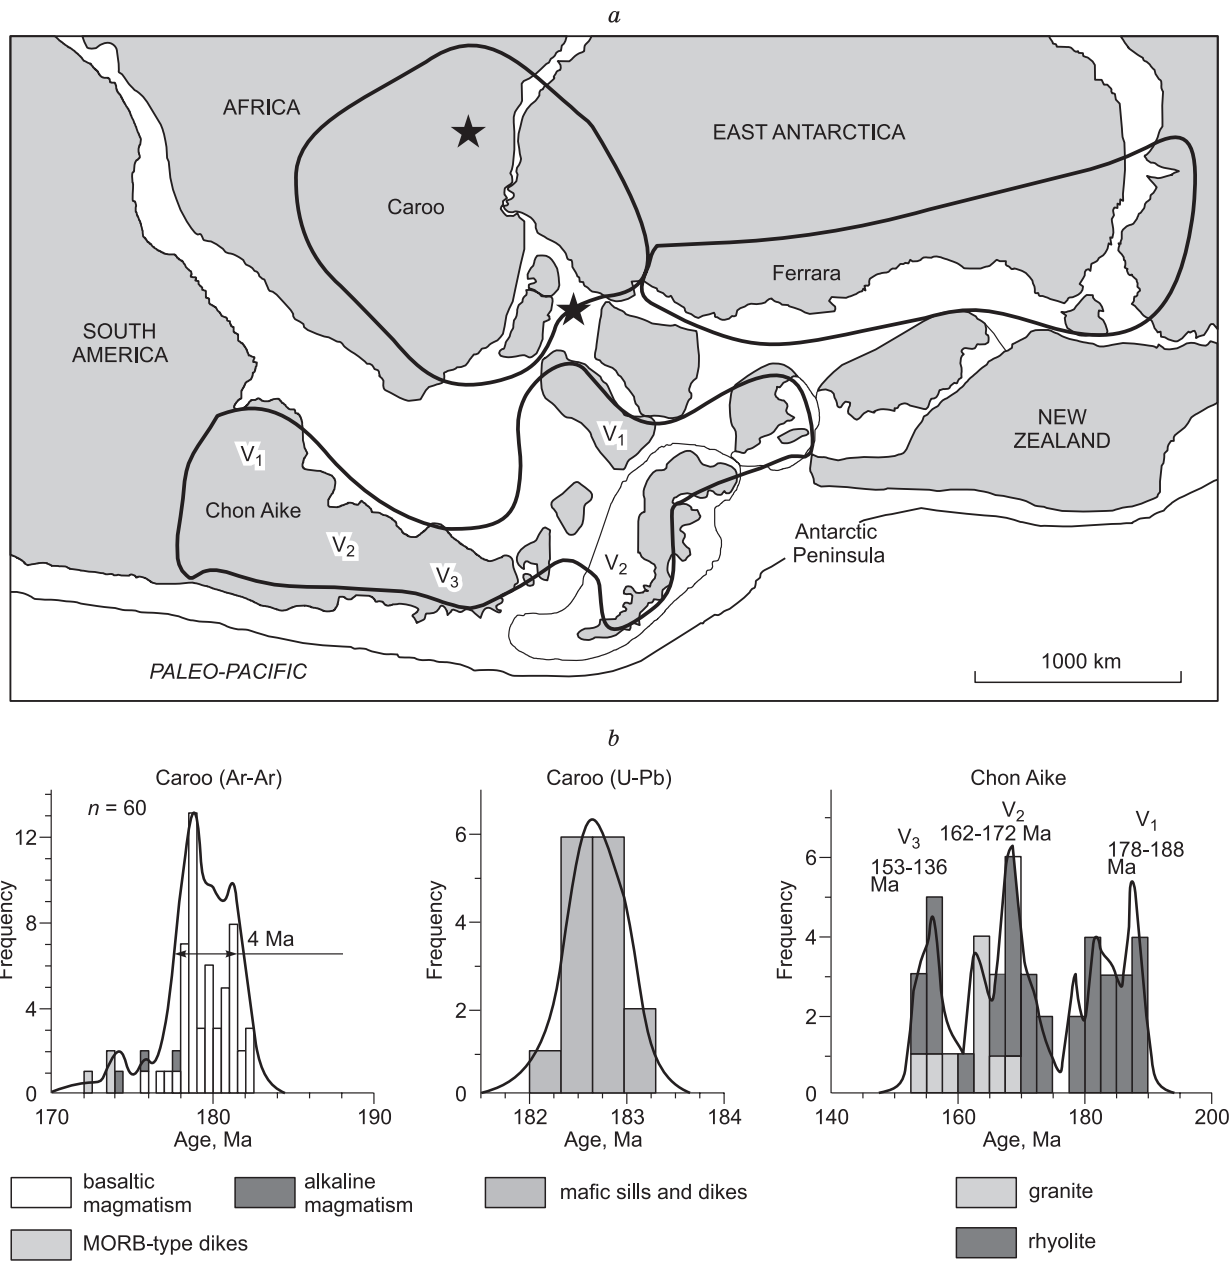 a
AFRICA
EAST ANTARCTICA
Caroo
Ferrara
SOUTH
AMERICA
NEW
ZEALAND
V1
V1
Chon Aike
V2
V3
V2
Antarctic
Peninsula
PALEO-PACIFIC
1000 km
b
Caroo (Ar-Ar)
n = 60
Frequency
12
8
4
0
4 Ma
170
180
190
Age, Ma
Caroo (U-Pb)
Frequency
6
4
2
0
182
183
184
Age, Ma
Chon Aike
Frequency
6
4
2
0
V3
153-136
Ma
V2
162-172 Ma
V1
178-188
Ma
140
160
180
200
Age, Ma
basaltic
magmatism
alkaline
magmatism
MORB-type dikes
mafic sills and dikes
granite
rhyolite